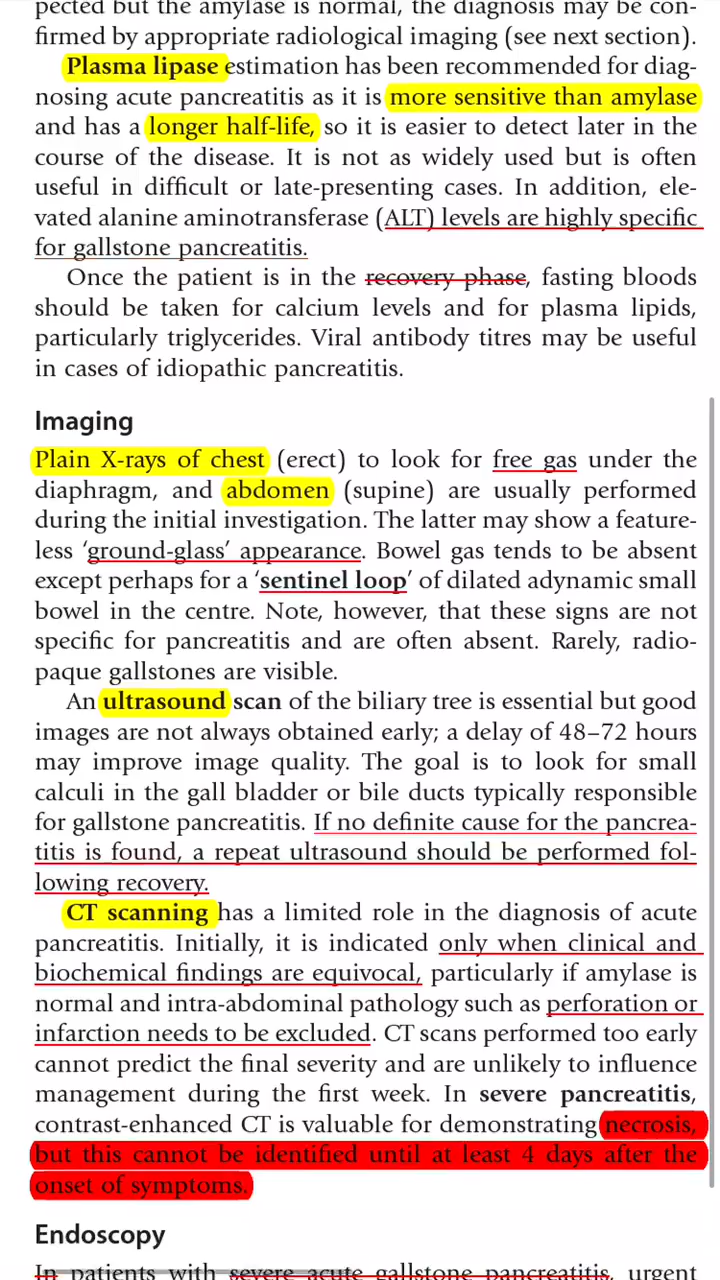 pected but the amylase is normal, the diagnosis may be con-
firmed by appropriate radiological imaging (see next section).
Plasma lipase estimation has been recommended for diag-
nosing acute pancreatitis as it is more sensitive than amylase
and has a longer half-life, so it is easier to detect later in the
course of the disease. It is not as widely used but is often
useful in difficult or late-presenting cases. In addition, ele-
vated alanine aminotransferase (ALT) levels are highly specific
for gallstone pancreatitis.
Once the patient is in the recovery phase, fasting bloods
should be taken for calcium levels and for plasma lipids,
particularly triglycerides. Viral antibody titres may be useful
in cases of idiopathic pancreatitis.
Imaging
Plain X-rays of chest (erect) to look for free gas under the
diaphragm, and abdomen (supine) are usually performed
during the initial investigation. The latter may show a feature-
less ‘ground-glass’ appearance. Bowel gas tends to be absent
except perhaps for a ‘sentinel loop’ of dilated adynamic small
bowel in the centre. Note, however, that these signs are not
specific for pancreatitis and are often absent. Rarely, radio-
paque gallstones are visible.
An ultrasound scan of the biliary tree is essential but good
images are not always obtained early; a delay of 48–72 hours
may improve image quality. The goal is to look for small
calculi in the gall bladder or bile ducts typically responsible
for gallstone pancreatitis. If no definite cause for the pancrea-
titis is found, a repeat ultrasound should be performed fol-
lowing recovery.
CT scanning has a limited role in the diagnosis of acute
pancreatitis. Initially, it is indicated only when clinical and
biochemical findings are equivocal, particularly if amylase is
normal and intra-abdominal pathology such as perforation or
infarction needs to be excluded. CT scans performed too early
cannot predict the final severity and are unlikely to influence
management during the first week. In severe pancreatitis,
contrast-enhanced CT is valuable for demonstrating necrosis,
but this cannot be identified until at least 4 days after the
onset of symptoms.
Endoscopy
In patients with severe acute gallstone pancreatitis, urgent